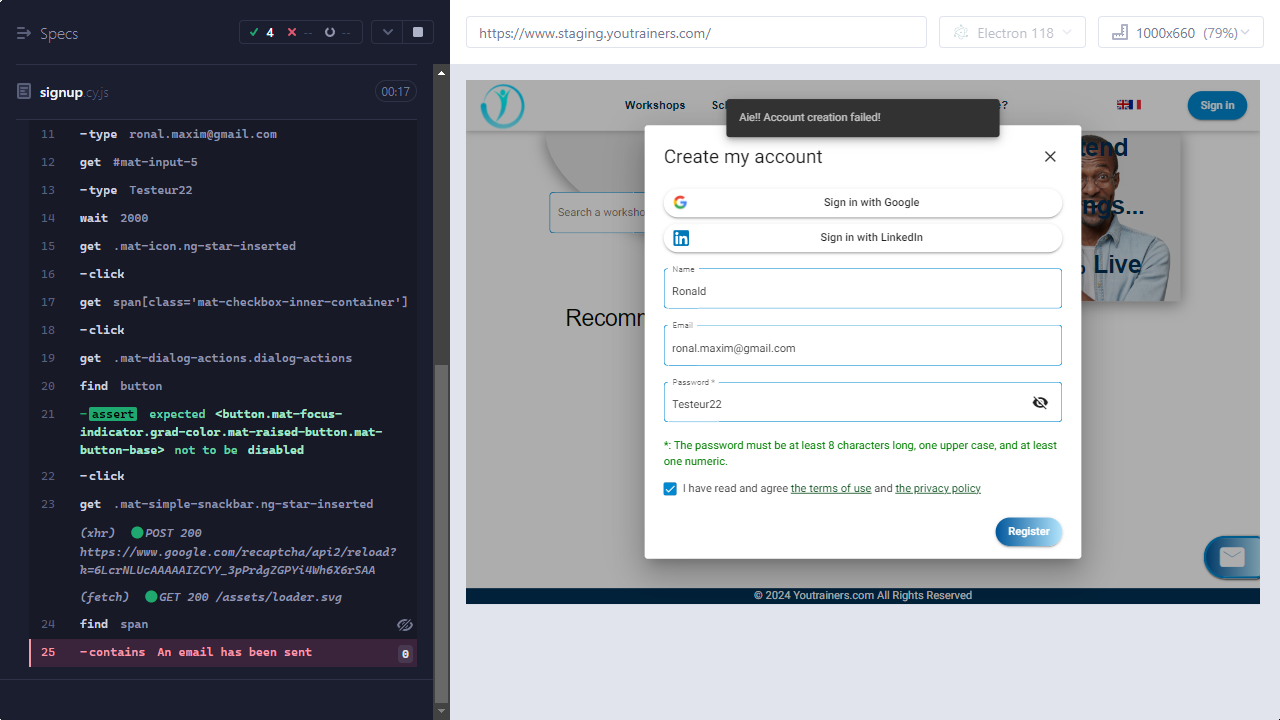 Specs
4
--
--
signup.cy.js
00:17
11 -type ronal.maxim@gmail.com
12 get #mat-input-5
13 -type Testeur22
14 wait 2000
15 get .mat-icon.ng-star-inserted
16 -click
17 get span[class='mat-checkbox-inner-container']
18 -click
19 get .mat-dialog-actions.dialog-actions
20 find button
21 -assert expected <button.mat-focus-
indicator.grad-color.mat-raised-button.mat-
button-base> not to be disabled
22 -click
23 get .mat-simple-snackbar.ng-star-inserted
(xhr) POST 200
https://www.google.com/recaptcha/api2/reload?
k=6LcrNLUcAAAAAIZCYY_3pPrdgZGPYi4Wh6X6rSAA
(fetch) GET 200 /assets/loader.svg
24 find span
25 -contains An email has been sent 0
https://www.staging.youtrainers.com/
Electron 118
1000x660 (79%)
Workshops
Sc
?
Sign in
Aie!! Account creation failed!
Create my account
Sign in with Google
Sign in with LinkedIn
Name
Ronald
Email
ronal.maxim@gmail.com
Password *
Testeur22
*: The password must be at least 8 characters long, one upper case, and at least
one numeric.
I have read and agree the terms of use and the privacy policy
Register
Search a worksho
Recomm
tend
ngs...
Live
© 2024 Youtrainers.com All Rights Reserved